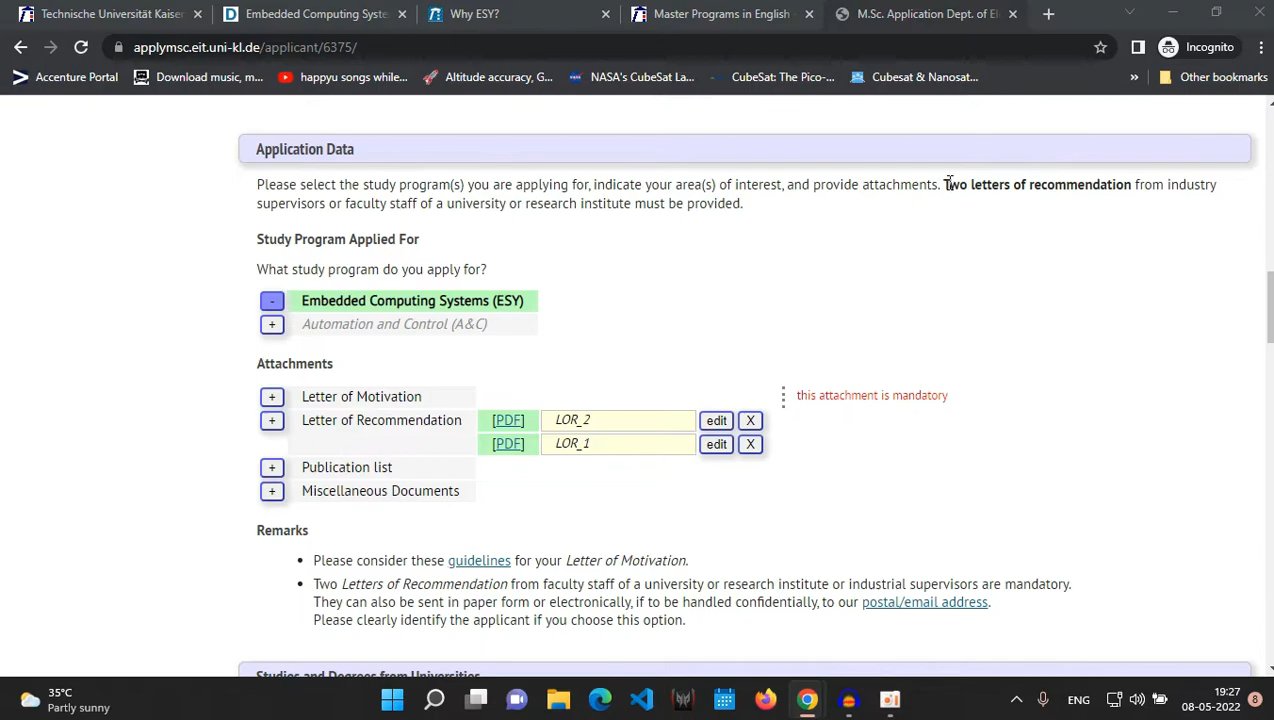 Technische Universität Kaiser
Embedded Computing Syste
Why ESY?
Master Programs in English -
M.Sc. Application Dept. of El
applymsc.eit.uni-kl.de/applicant/6375/
Incognito
Accenture Portal
Download music, m...
happyu songs while...
Altitude accuracy, G...
NASA's CubeSat La...
CubeSat: The Pico-...
Cubesat & Nanosat...
»
Other bookmarks
Application Data
Please select the study program(s) you are applying for, indicate your area(s) of interest, and provide attachments. Two letters of recommendation from industry
supervisors or faculty staff of a university or research institute must be provided.
Study Program Applied For
What study program do you apply for?
- Embedded Computing Systems (ESY)
+ Automation and Control (A&C)
Attachments
+ Letter of Motivation this attachment is mandatory
+ Letter of Recommendation [PDF] LOR_2 edit X
[PDF] LOR_1 edit X
+ Publication list
+ Miscellaneous Documents
Remarks
• Please consider these guidelines for your Letter of Motivation.
• Two Letters of Recommendation from faculty staff of a university or research institute or industrial supervisors are mandatory.
They can also be sent in paper form or electronically, if to be handled confidentially, to our postal/email address.
Please clearly identify the applicant if you choose this option.
Studies and Degrees from Universities
35°C
Partly sunny
ENG
19:27
08-05-2022
8